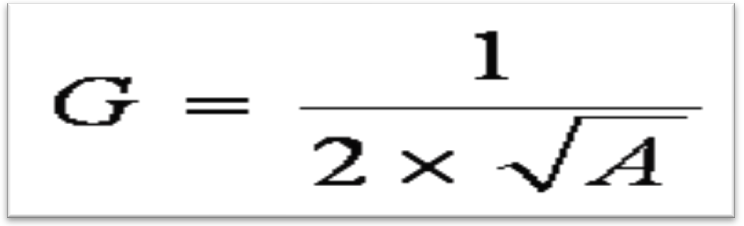 G = 1 / (2 × √A)